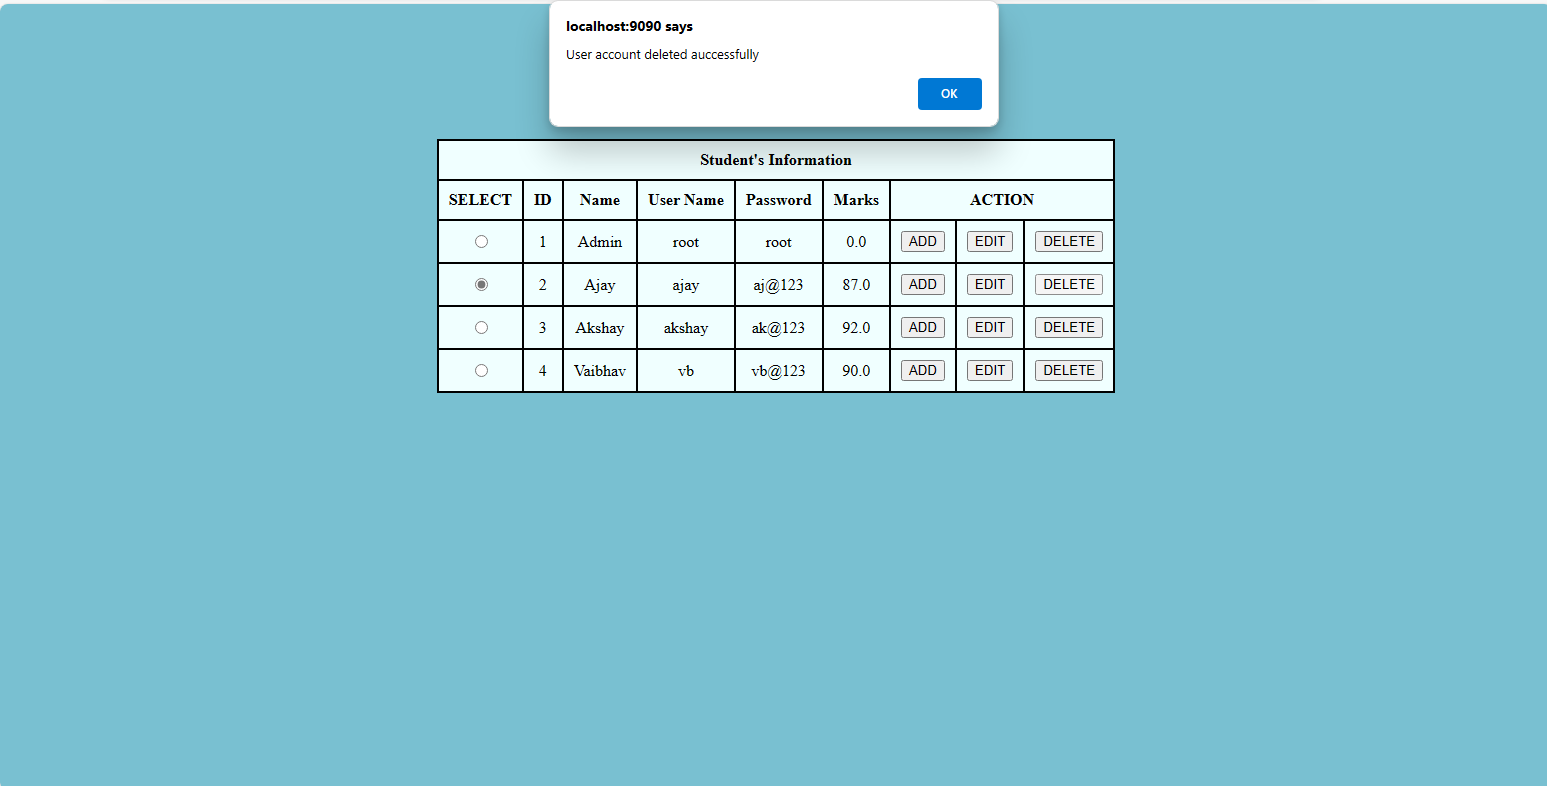 localhost:9090 says
User account deleted auccessfully
OK
Student's Information
SELECT ID Name User Name Password Marks ACTION
1 Admin root root 0.0 ADD EDIT DELETE
2 Ajay ajay aj@123 87.0 ADD EDIT DELETE
3 Akshay akshay ak@123 92.0 ADD EDIT DELETE
4 Vaibhav vb vb@123 90.0 ADD EDIT DELETE